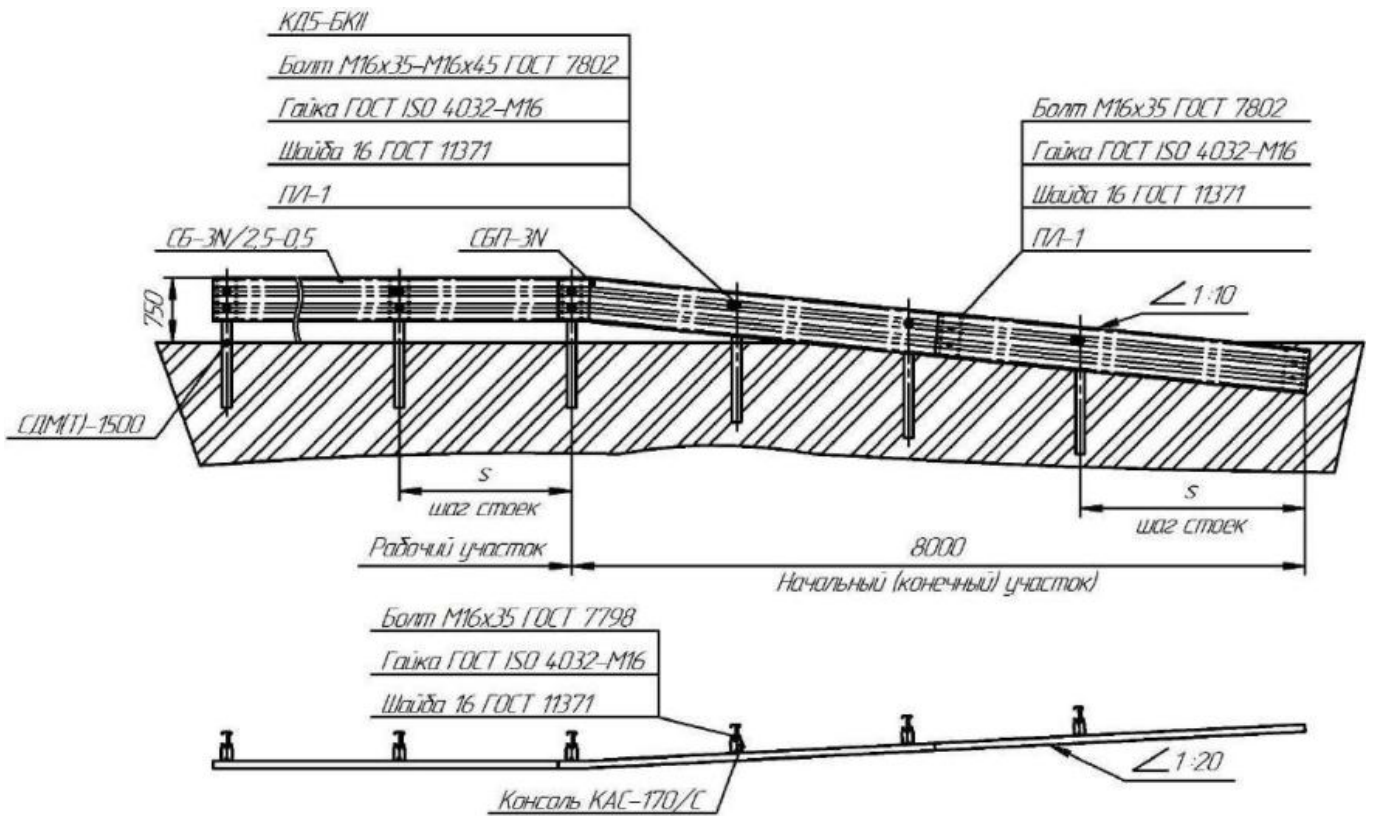 КД5-БКII
Болт М16х35-М16х45 ГОСТ 7802
Гайка ГОСТ ISO 4032-М16
Шайба 16 ГОСТ 11371
ПЛ-1
Болт М16х35 ГОСТ 7802
Гайка ГОСТ ISO 4032-М16
Шайба 16 ГОСТ 11371
ПЛ-1
СБ-3N/2,5-0,5
СБП-3N
750
∠ 1:10
СДМ(Т)-1500
s
шаг стоек
s
шаг стоек
Рабочий участок
8000
Начальный (конечный) участок)
Болт М16х35 ГОСТ 7798
Гайка ГОСТ ISO 4032-М16
Шайба 16 ГОСТ 11371
∠ 1:20
Консоль КАС-170/С